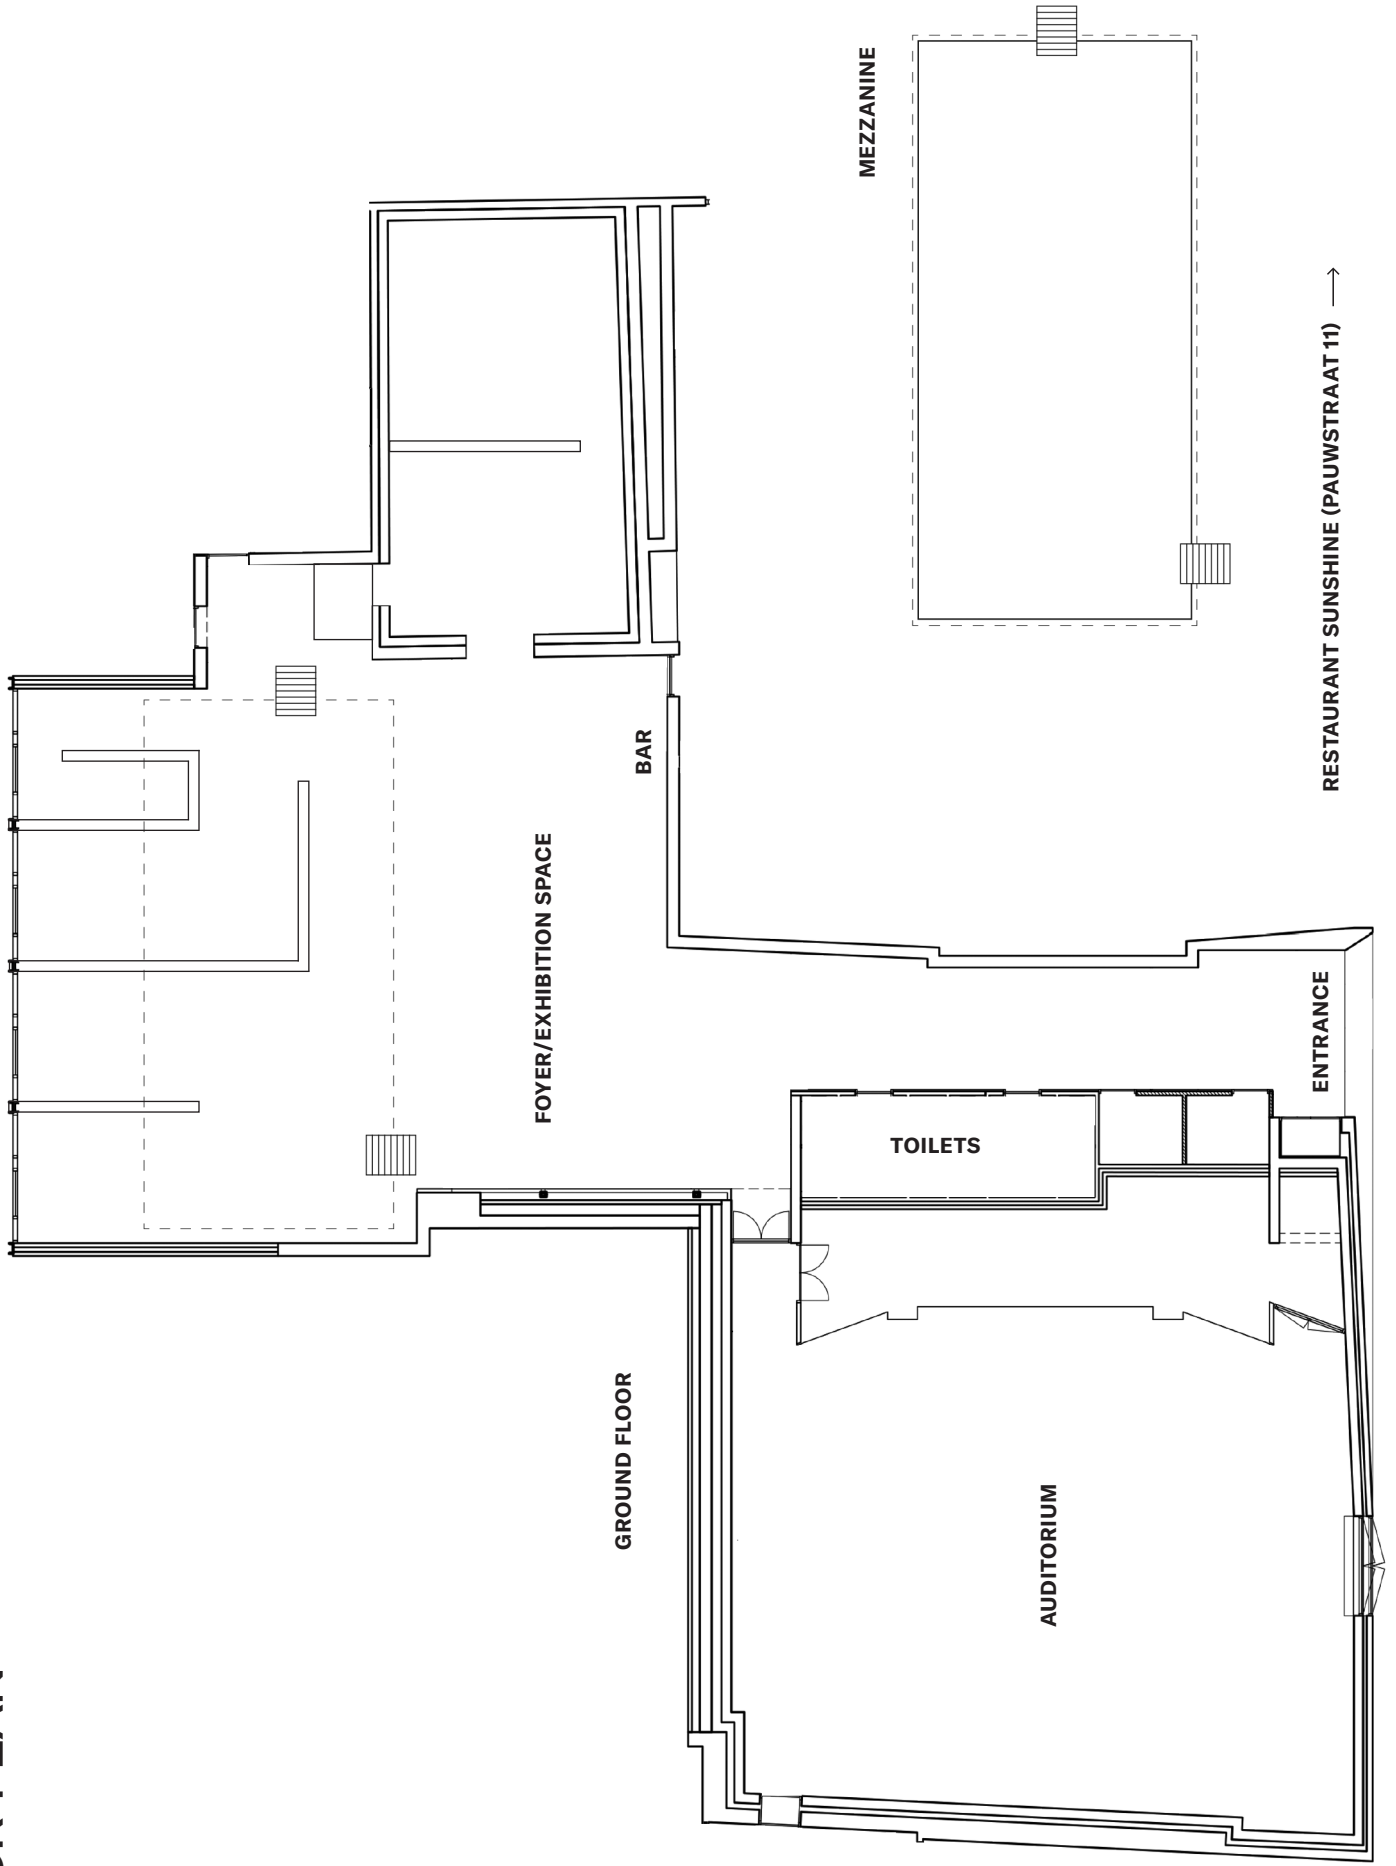 MEZZANINE
RESTAURANT SUNSHINE (PAUWSTRAAT 11) →
BAR
FOYER/EXHIBITION SPACE
ENTRANCE
TOILETS
GROUND FLOOR
AUDITORIUM